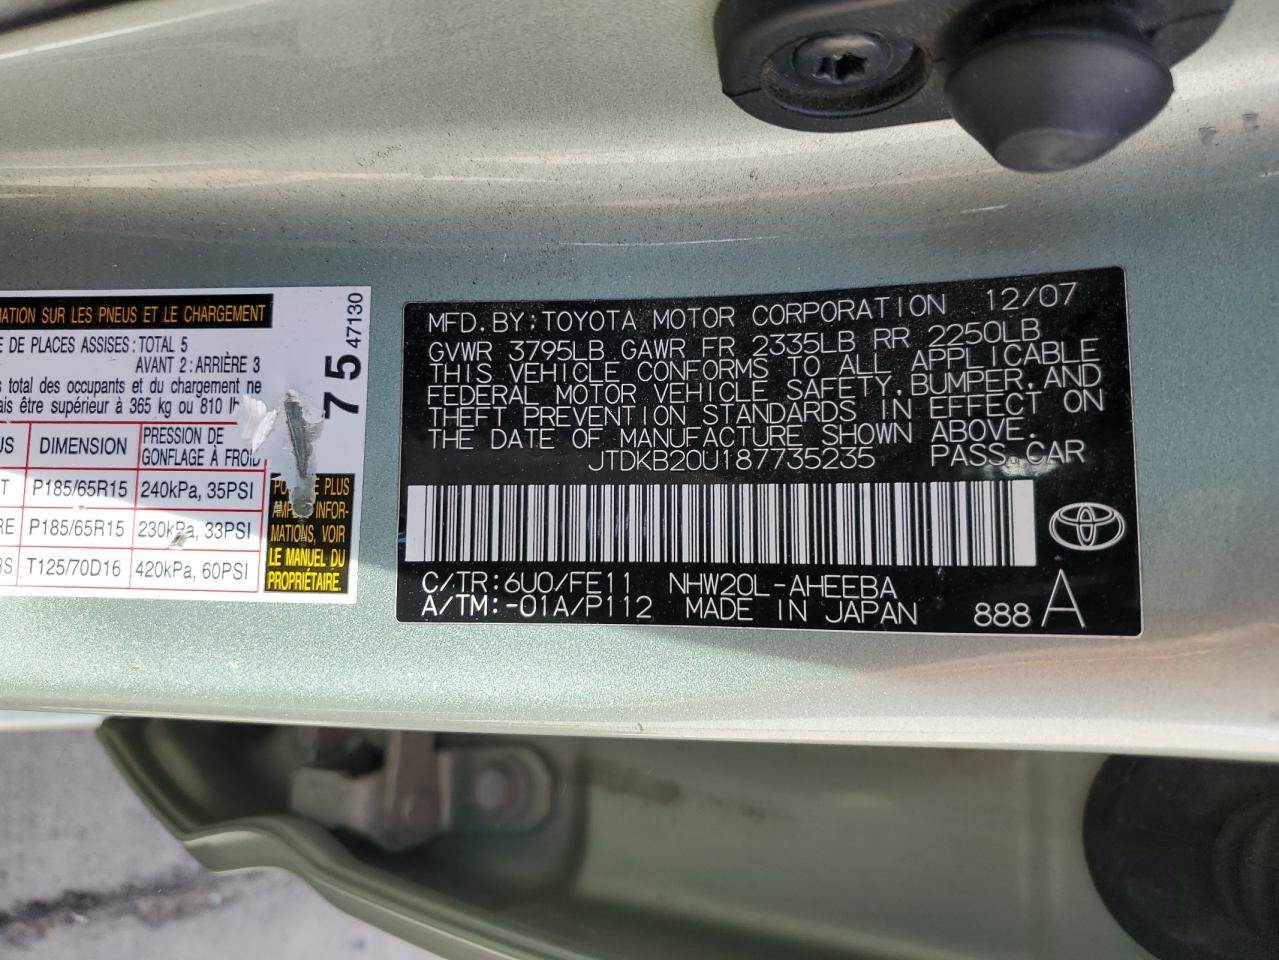 MATION SUR LES PNEUS ET LE CHARGEMENT
E DE PLACES ASSISES : TOTAL 5
AVANT 2 : ARRIÈRE 3
s total des occupants et du chargement ne
ais être supérieur à 365 kg ou 810
DIMENSION PRESSION DE
GONFLAGE À FROID
P185/65R15 240kPa, 35PSI
P185/65R15 230kPa, 33PSI
T125/70D16 420kPa, 60PSI
75
47130
PLUS
INFOR-
MATIONS, VOIR
LE MANUEL DU
PROPRIÉTAIRE.
MFD. BY: TOYOTA MOTOR CORPORATION 12/07
GVWR 3795LB GAWR FR 2335LB RR 2250LB
THIS VEHICLE CONFORMS TO ALL APPLICABLE
FEDERAL MOTOR VEHICLE SAFETY, BUMPER, AND
THEFT PREVENTION STANDARDS IN EFFECT ON
THE DATE OF MANUFACTURE SHOWN ABOVE.
JTDKB20U187735235 PASS. CAR
C/TR: 6U0/FE11 NHW20L-AHEEBA
A/TM: -01A/P112 MADE IN JAPAN 888 A